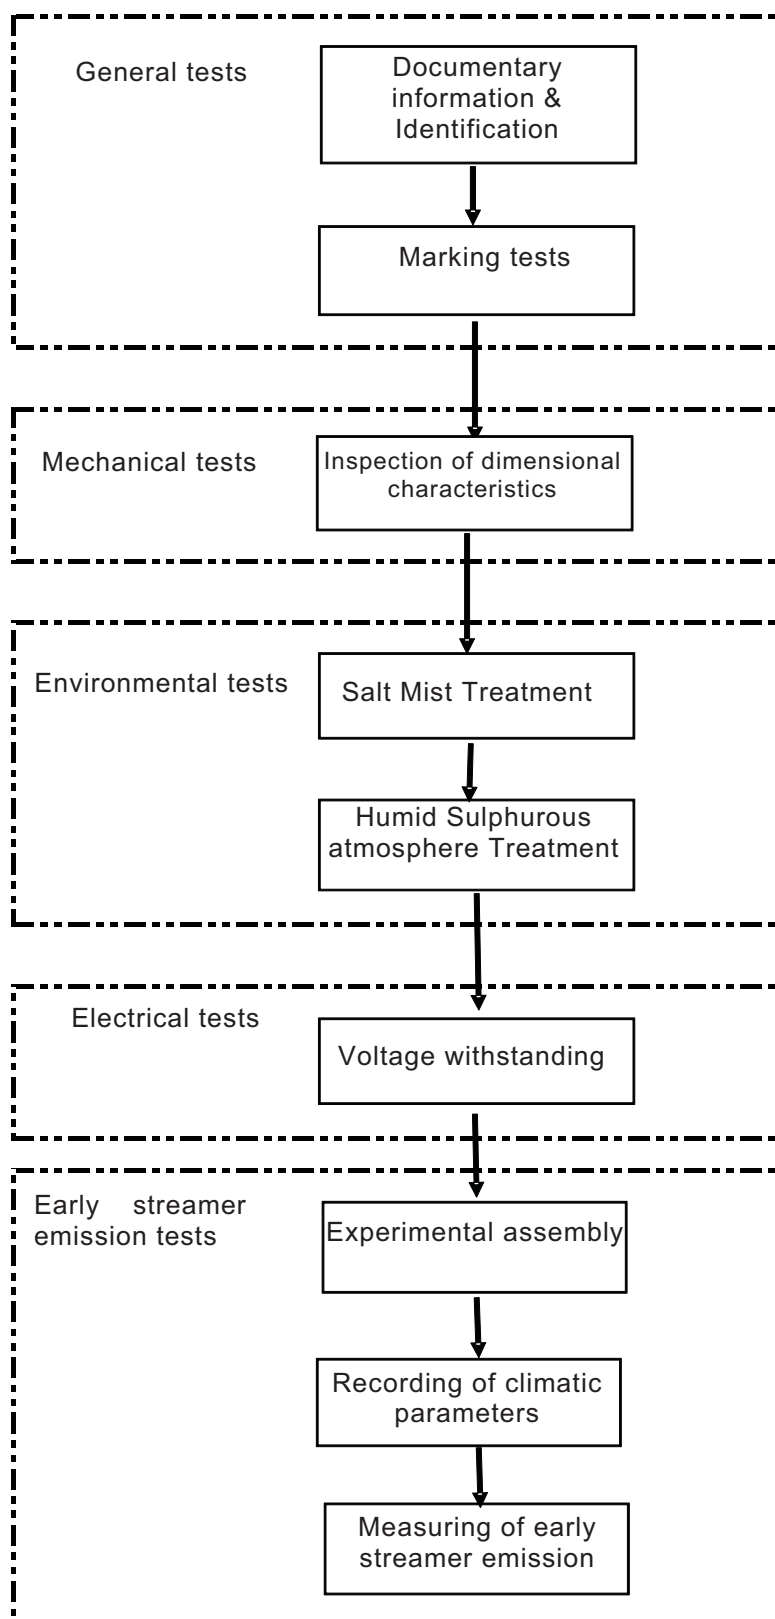 General tests
Documentary
information &
Identification
Marking tests
Mechanical tests
Inspection of dimensional
characteristics
Environmental tests
Salt Mist Treatment
Humid Sulphurous
atmosphere Treatment
Electrical tests
Voltage withstanding
Early streamer
emission tests
Experimental assembly
Recording of climatic
parameters
Measuring of early
streamer emission